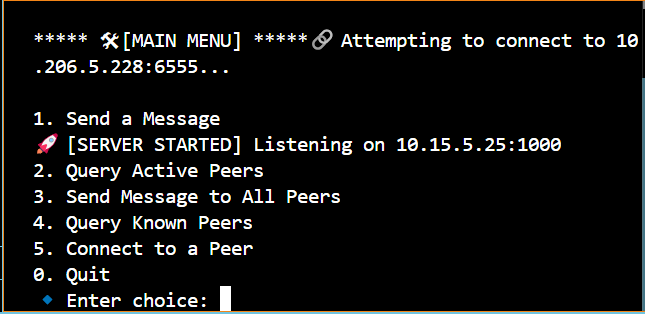 ***** 🛠[MAIN MENU] *****🔗 Attempting to connect to 10
.206.5.228:6555...
1. Send a Message
🚀 [SERVER STARTED] Listening on 10.15.5.25:1000
2. Query Active Peers
3. Send Message to All Peers
4. Query Known Peers
5. Connect to a Peer
0. Quit
🔹 Enter choice: